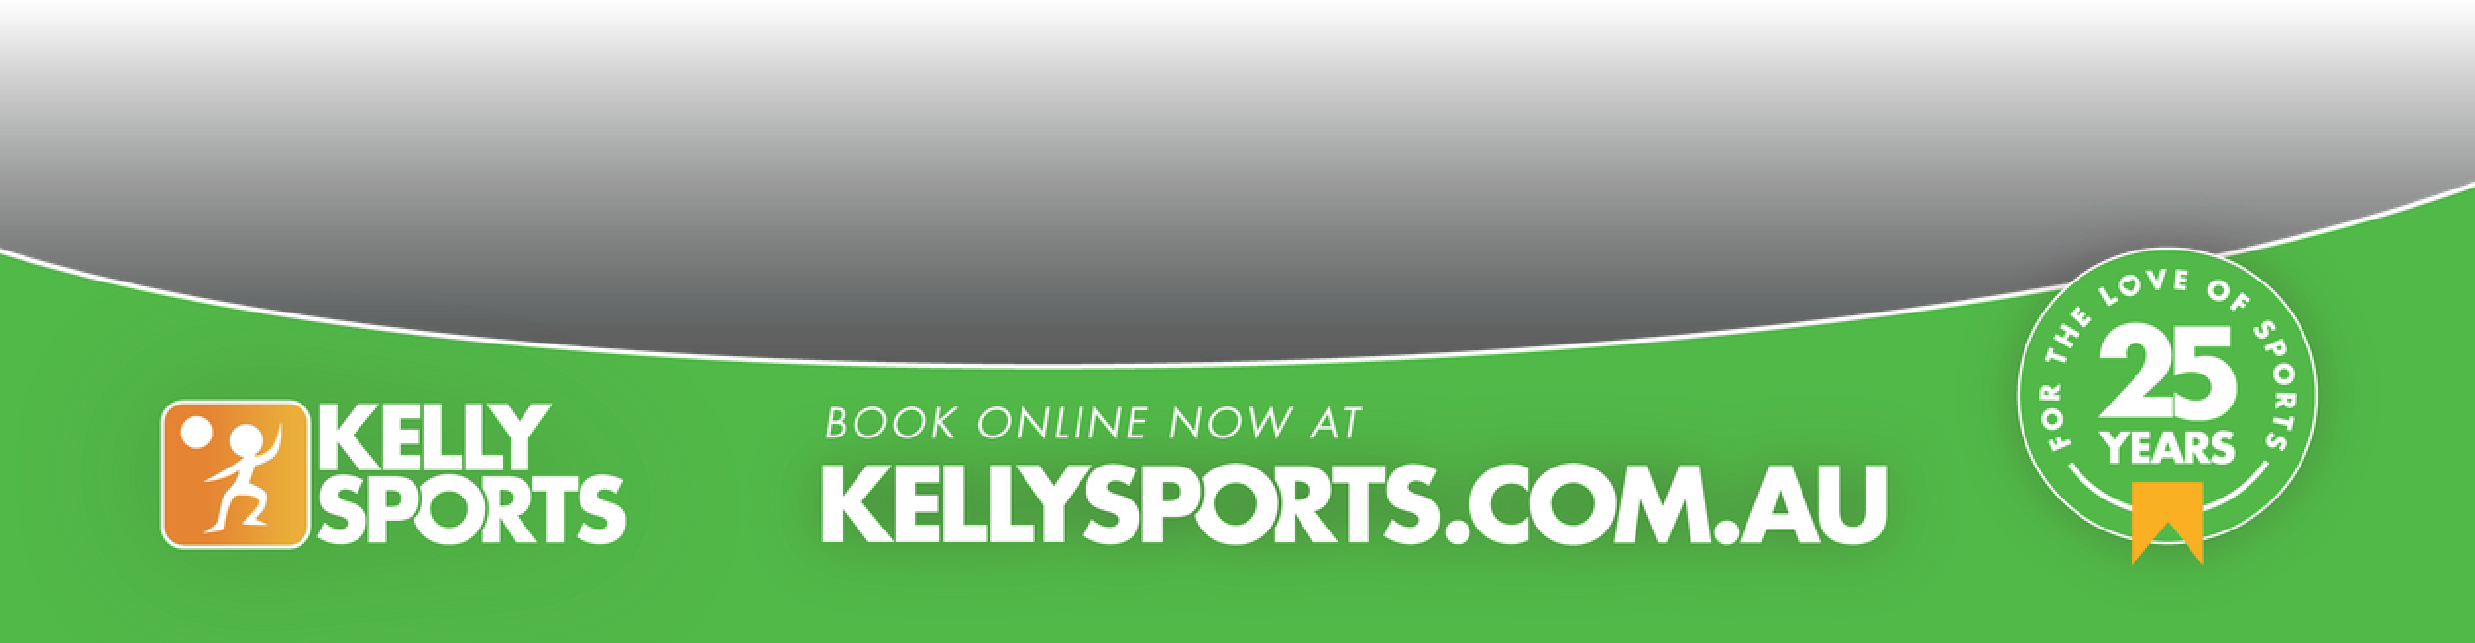 KELLY
SPORTS
BOOK ONLINE NOW AT
KELLYSPORTS.COM.AU
FOR THE LOVE OF SPORTS
25
YEARS